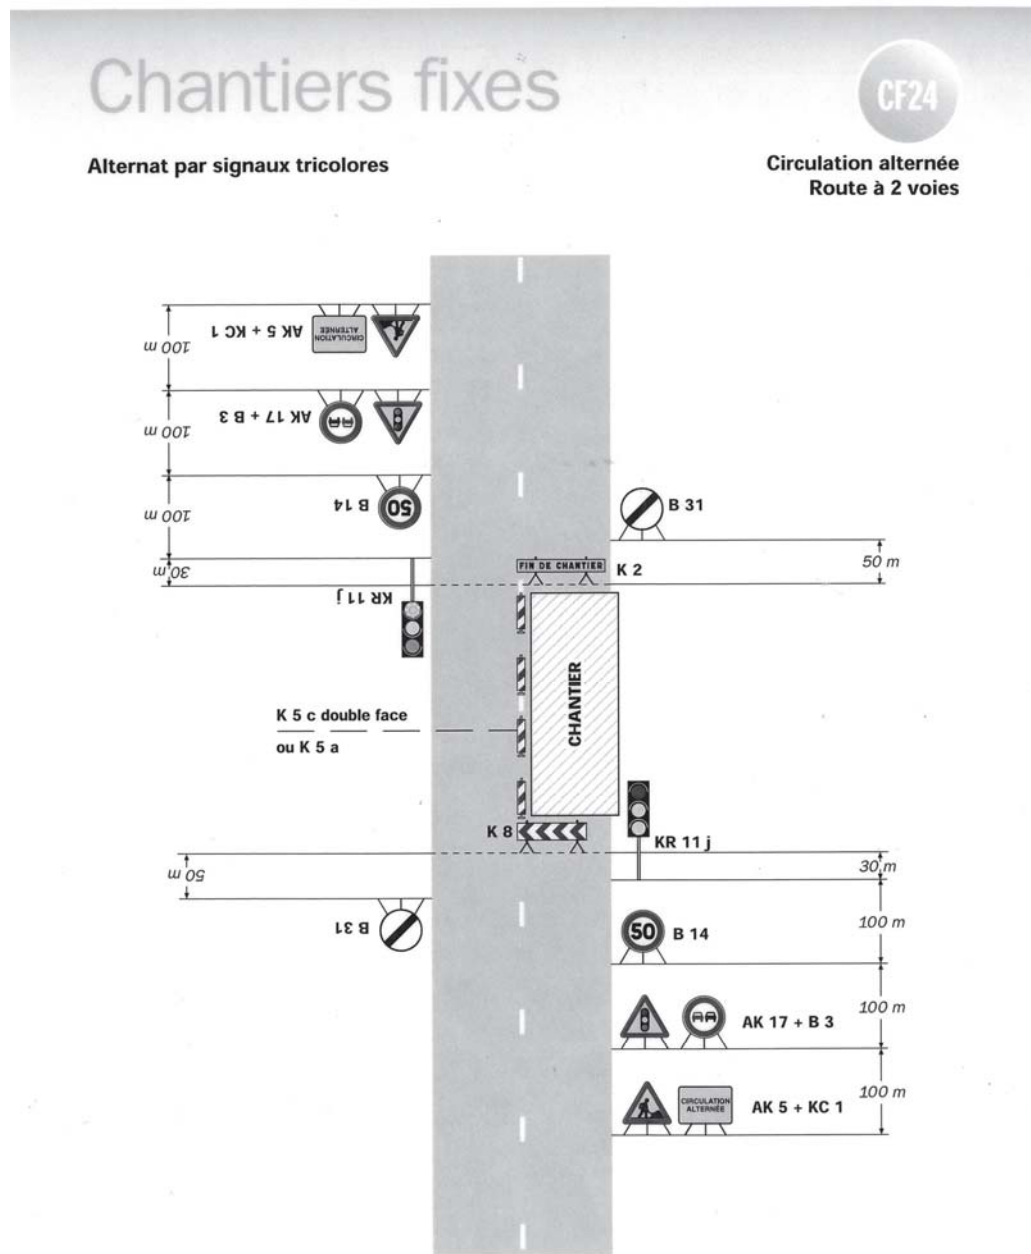 Chantiers fixes
CF24
Alternat par signaux tricolores
Circulation alternée
Route à 2 voies
100 m
CIRCULATION
ALTERNÉE
AK 5 + KC 1
100 m
AK 17 + B 3
100 m
50
B 14
30 m
KR 11 j
B 31
50 m
FIN DE CHANTIER
K 2
CHANTIER
K 5 c double face
ou K 5 a
K 8
KR 11 j
50 m
30 m
B 31
50
B 14
100 m
AK 17 + B 3
100 m
CIRCULATION
ALTERNÉE
AK 5 + KC 1
100 m